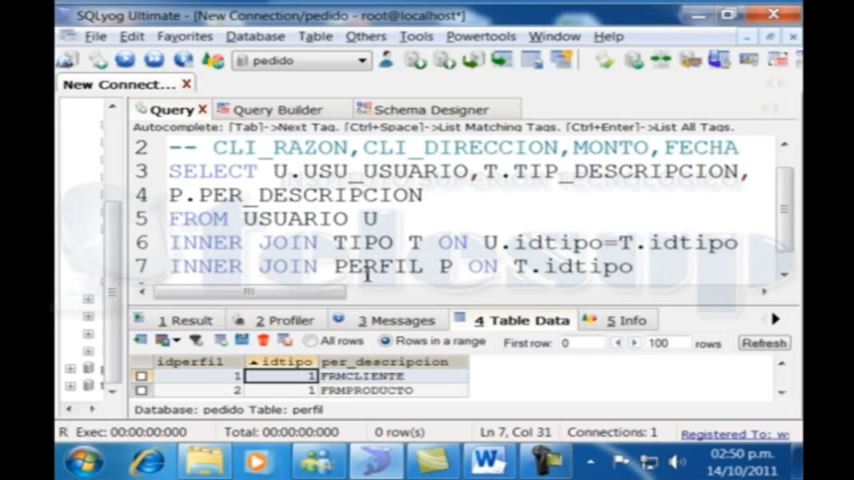 SQLyog Ultimate - [New Connection/pedido - root@localhost*]
File Edit Favorites Database Table Others Tools Powertools Window Help
pedido
New Connect... X
Query X Query Builder Schema Designer
Autocomplete: [Tab]->Next Tag. [Ctrl+Space]->List Matching Tags. [Ctrl+Enter]->List All Tags.
2 -- CLI_RAZON,CLI_DIRECCION,MONTO,FECHA
3 SELECT U.USU_USUARIO,T.TIP_DESCRIPCION,
4 P.PER_DESCRIPCION
5 FROM USUARIO U
6 INNER JOIN TIPO T ON U.idtipo=T.idtipo
7 INNER JOIN PERFIL P ON T.idtipo
INSTITUTO SUPERIOR TECNOLOGICO
telesup
1 Result 2 Profiler 3 Messages 4 Table Data 5 Info
All rows Rows in a range First row: 0 100 rows Refresh
idperfil idtipo per_descripcion
1 1 FRMCLIENTE
2 1 FRMPRODUCTO
Database: pedido Table: perfil
R Exec: 00:00:00:000 Total: 00:00:00:000 0 row(s) Ln 7, Col 31 Connections: 1 Registered To: w
02:50 p.m.
14/10/2011